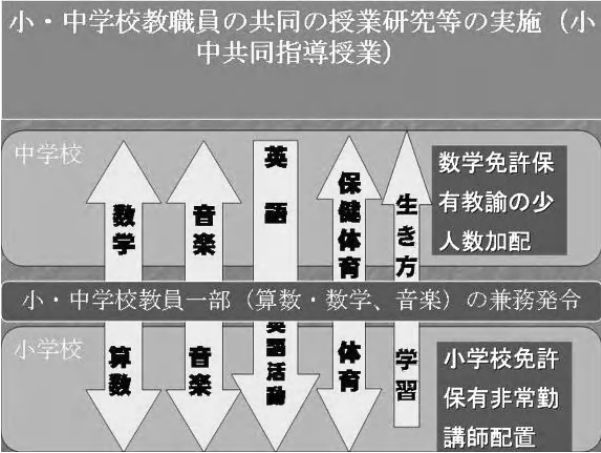 小・中学校教職員の共同の授業研究等の実施（小
中共同指導授業）
中学校
数学
音楽
英語
保健体育
生き方
数学免許保
有教諭の少
人数加配
小・中学校教員一部（算数・数学、音楽）の兼務発令
小学校
算数
音楽
英語活動
体育
学習
小学校免許
保有非常勤
講師配置